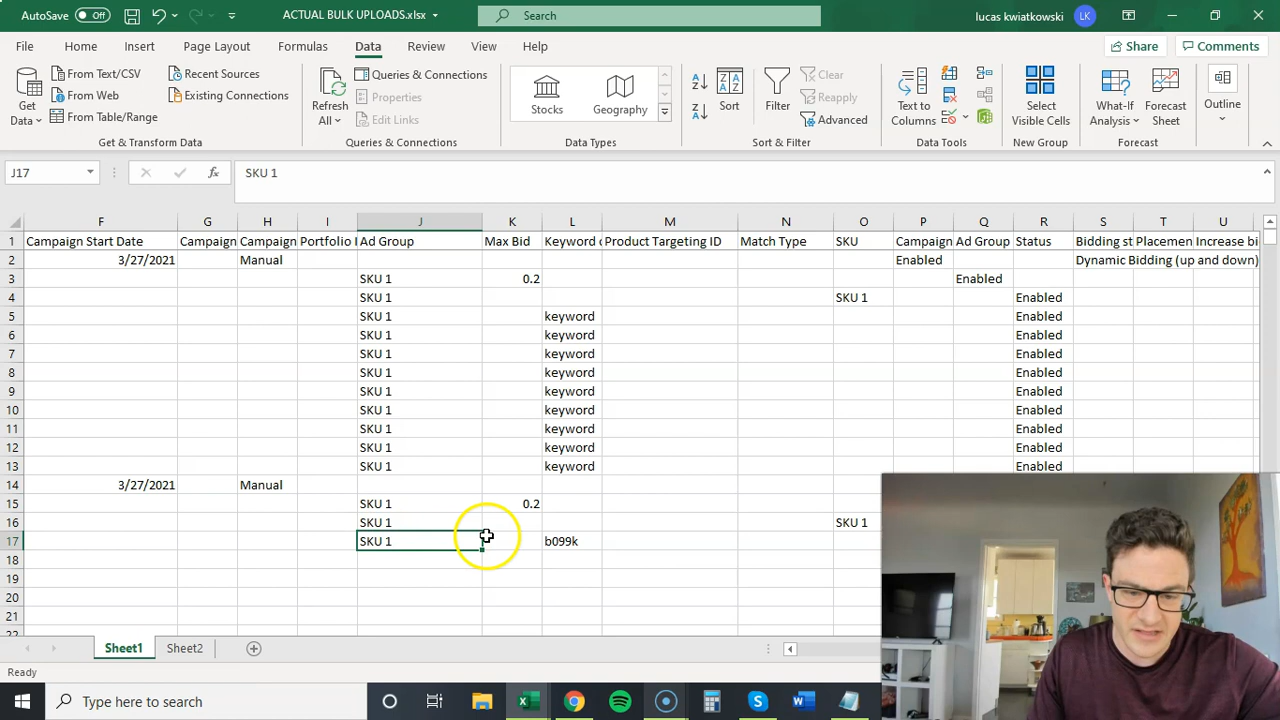 AutoSave Off ACTUAL BULK UPLOADS.xlsx Search lucas kwiatkowski LK
File Home Insert Page Layout Formulas Data Review View Help Share Comments
Get Data From Text/CSV From Web From Table/Range Recent Sources Existing Connections
Refresh All Queries & Connections Properties Edit Links
Stocks Geography
Sort Filter Clear Reapply Advanced
Text to Columns Select Visible Cells What-If Analysis Forecast Sheet Outline
Get & Transform Data Queries & Connections Data Types Sort & Filter Data Tools New Group Forecast
J17 fx SKU 1
F G H I J K L M N O P Q R S T U
1 Campaign Start Date Campaign Campaign Portfolio I Ad Group Max Bid Keyword o Product Targeting ID Match Type SKU Campaign Ad Group Status Bidding st Placemen Increase bi
2 3/27/2021 Manual Enabled Dynamic Bidding (up and down)
3 SKU 1 0.2 Enabled
4 SKU 1 SKU 1 Enabled
5 SKU 1 keyword Enabled
6 SKU 1 keyword Enabled
7 SKU 1 keyword Enabled
8 SKU 1 keyword Enabled
9 SKU 1 keyword Enabled
10 SKU 1 keyword Enabled
11 SKU 1 keyword Enabled
12 SKU 1 keyword Enabled
13 SKU 1 keyword Enabled
14 3/27/2021 Manual
15 SKU 1 0.2
16 SKU 1 SKU 1
17 SKU 1 b099k
18
19
20
21
22
Sheet1 Sheet2
Ready
Type here to search